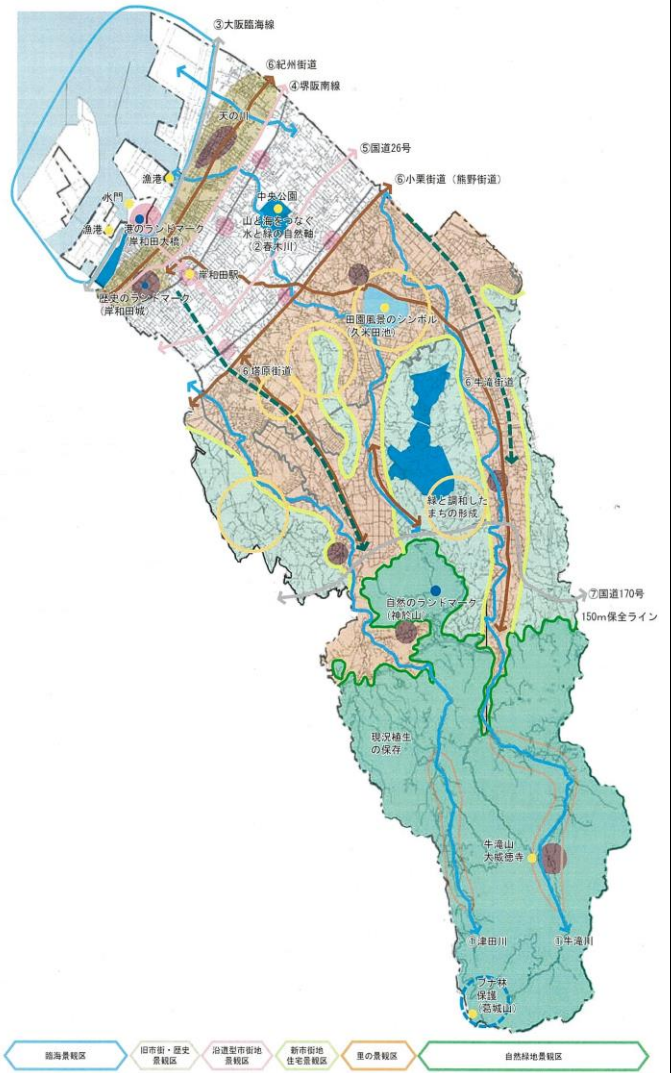 ③大阪臨海線
⑥紀州街道
④堺阪南線
天の川
⑤国道26号
漁港
⑥小栗街道（熊野街道）
水門
中央公園
山と海をつなぐ
水と緑の自然軸
（②春木川）
漁港
港のランドマーク
（岸和田大橋）
岸和田駅
歴史のランドマーク
（岸和田城）
田園風景のシンボル
（久米田池）
⑥塔原街道
⑥牛滝街道
緑と調和した
まちの形成
⑦国道170号
自然のランドマーク
（神於山）
150m保全ライン
現況植生
の保存
牛滝山
大威徳寺
①津田川
①牛滝川
ブナ林
保護
（葛城山）
臨海景観区
旧市街・歴史
景観区
沿道型市街地
景観区
新市街地
住宅景観区
里の景観区
自然緑地景観区